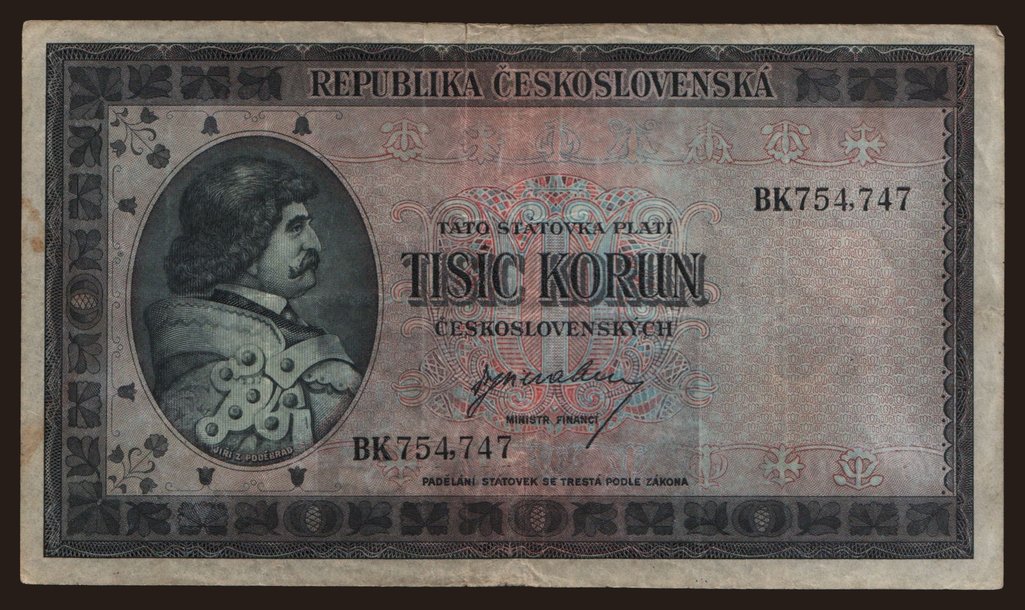 REPUBLIKA ČESKOSLOVENSKÁ
BK754,747
TATO STÁTOVKA PLATÍ
TISÍC KORUN
ČESKOSLOVENSKÝCH
MINISTR FINANCÍ
BK754,747
JIŘÍ Z PODĚBRAD
PADĚLÁNÍ STÁTOVEK SE TRESTÁ PODLE ZÁKONA